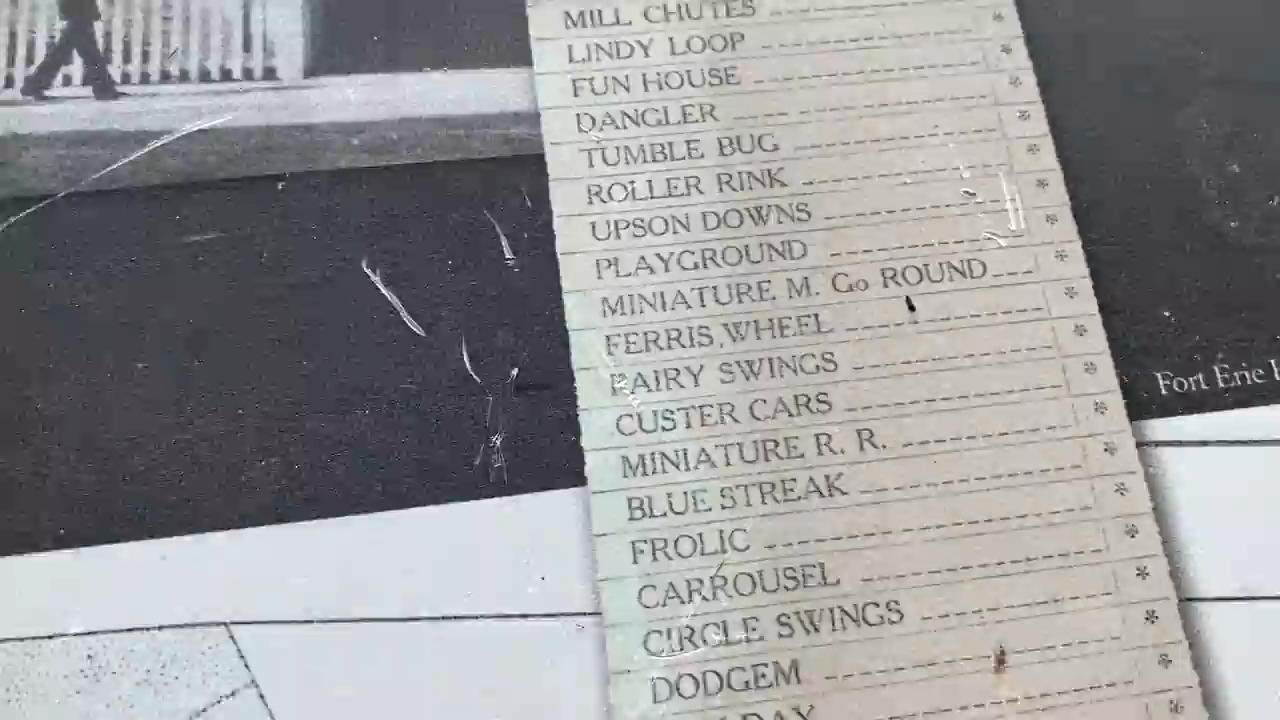 MILL CHUTES
LINDY LOOP
FUN HOUSE
DANGLER
TUMBLE BUG
ROLLER RINK
UPSON DOWNS
PLAYGROUND
MINIATURE M. Go ROUND
FERRIS WHEEL
FAIRY SWINGS
CUSTER CARS
MINIATURE R. R.
BLUE STREAK
FROLIC
CARROUSEL
CIRCLE SWINGS
DODGEM
DAY
Fort Erie